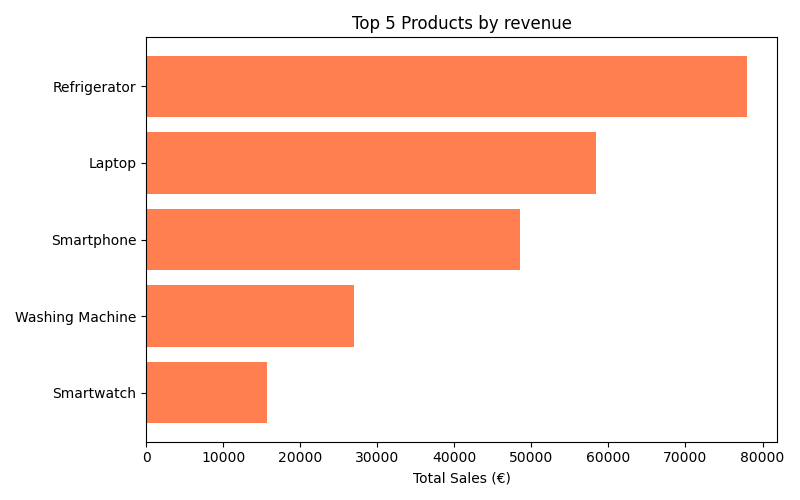 Top 5 Products by revenue
Refrigerator
Laptop
Smartphone
Washing Machine
Smartwatch
0 10000 20000 30000 40000 50000 60000 70000 80000
Total Sales (€)